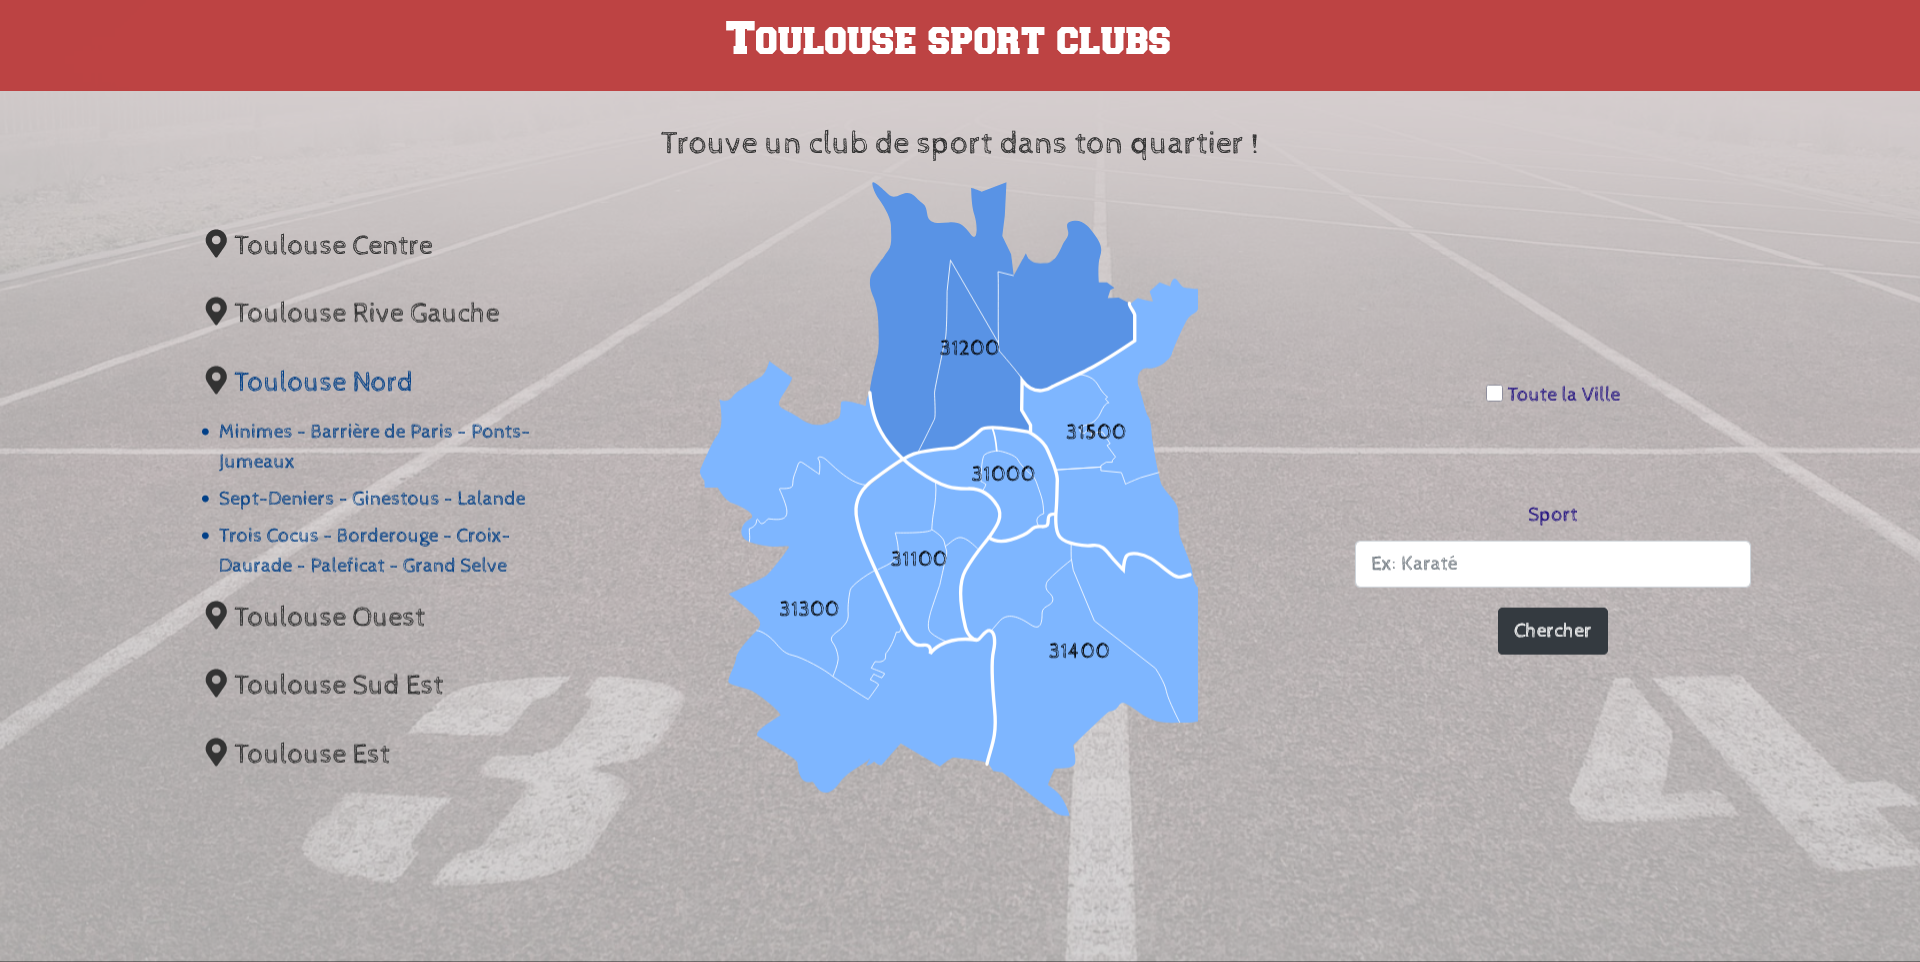 Toulouse sport clubs
Trouve un club de sport dans ton quartier !
Toulouse Centre
Toulouse Rive Gauche
Toulouse Nord
Minimes - Barrière de Paris - Ponts-
Jumeaux
Sept-Deniers - Ginestous - Lalande
Trois Cocus - Borderouge - Croix-
Daurade - Paleficat - Grand Selve
Toulouse Ouest
Toulouse Sud Est
Toulouse Est
31200
31500
31000
31100
31300
31400
Toute la Ville
Sport
Ex: Karaté
Chercher
3
4